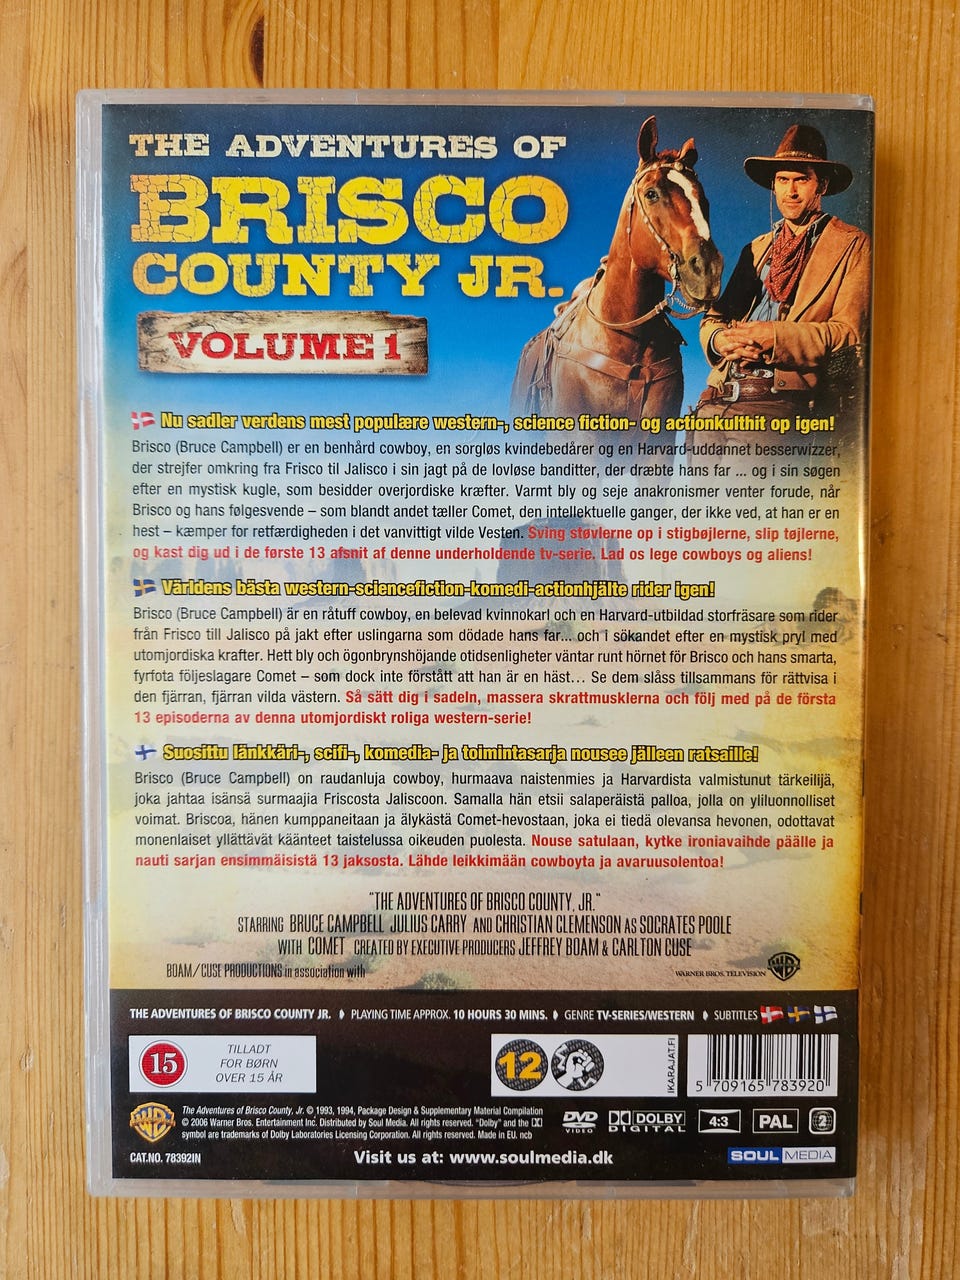 THE ADVENTURES OF
BRISCO
COUNTY JR.
VOLUME 1
Nu sadler verdens mest populære western-, science fiction- og actionkulthit op igen!
Brisco (Bruce Campbell) er en benhård cowboy, en sorgløs kvindebedårer og en Harvard-uddannet besserwizzer,
der strejfer omkring fra Frisco til Jalisco i sin jagt på de lovløse banditter, der dræbte hans far ... og i sin søgen
efter en mystisk kugle, som besidder overjordiske kræfter. Varmt bly og seje anakronismer venter forude, når
Brisco og hans følgesvende – som blandt andet tæller Comet, den intellektuelle ganger, der ikke ved, at han er en
hest – kæmper for retfærdigheden i det vanvittigt vilde Vesten. Sving støvlerne op i stigbøjlerne, slip tøjlerne,
og kast dig ud i de første 13 afsnit af denne underholdende tv-serie. Lad os lege cowboys og aliens!
Världens bästa western-sciencefiction-komedi-actionhjälte rider igen!
Brisco (Bruce Campbell) är en råtuff cowboy, en belevad kvinnokarl och en Harvard-utbildad storfräsare som rider
från Frisco till Jalisco på jakt efter uslingarna som dödade hans far... och i sökandet efter en mystisk pryl med
utomjordiska krafter. Hett bly och ögonbrynshöjande otidsenligheter väntar runt hörnet för Brisco och hans smarta,
fyrfota följeslagare Comet – som dock inte förstått att han är en häst... Se dem slåss tillsammans för rättvisa i
den fjärran, fjärran vilda västern. Så sätt dig i sadeln, massera skrattmusklerna och följ med på de första
13 episoderna av denna utomjordiskt roliga western-serie!
Suosittu länkkäri-, scifi-, komedia- ja toimintasarja nousee jälleen ratsaille!
Brisco (Bruce Campbell) on raudanluja cowboy, hurmaava naistenmies ja Harvardista valmistunut tärkeilijä,
joka jahtaa isänsä surmaajia Friscosta Jaliscoon. Samalla hän etsii salaperäistä palloa, jolla on yliluonnolliset
voimat. Briscoa, hänen kumppaneitaan ja älykästä Comet-hevostaan, joka ei tiedä olevansa hevonen, odottavat
monenlaiset yllättävät käänteet taistelussa oikeuden puolesta. Nouse satulaan, kytke ironiavaihde päälle ja
nauti sarjan ensimmäisistä 13 jaksosta. Lähde leikkimään cowboyta ja avaruusolentoa!
"THE ADVENTURES OF BRISCO COUNTY, JR."
STARRING BRUCE CAMPBELL JULIUS CARRY AND CHRISTIAN CLEMENSON AS SOCRATES POOLE
WITH COMET CREATED BY EXECUTIVE PRODUCERS JEFFREY BOAM & CARLTON CUSE
BOAM/CUSE PRODUCTIONS in association with
WARNER BROS. TELEVISION
THE ADVENTURES OF BRISCO COUNTY JR. PLAYING TIME APPROX. 10 HOURS 30 MINS. GENRE TV-SERIES/WESTERN SUBTITLES
15
TILLADT
FOR BØRN
OVER 15 ÅR
12
IKARAJAT.FI
5 709165 783920
The Adventures of Brisco County, Jr. © 1993, 1994, Package Design & Supplementary Material Compilation
© 2006 Warner Bros. Entertainment Inc. Distributed by Soul Media. All rights reserved. "Dolby" and the
symbol are trademarks of Dolby Laboratories Licensing Corporation. All rights reserved. Made in EU. ncb
DVD
VIDEO
DOLBY
DIGITAL
4:3
PAL
2
CAT.NO. 78392IN
Visit us at: www.soulmedia.dk
SOUL MEDIA